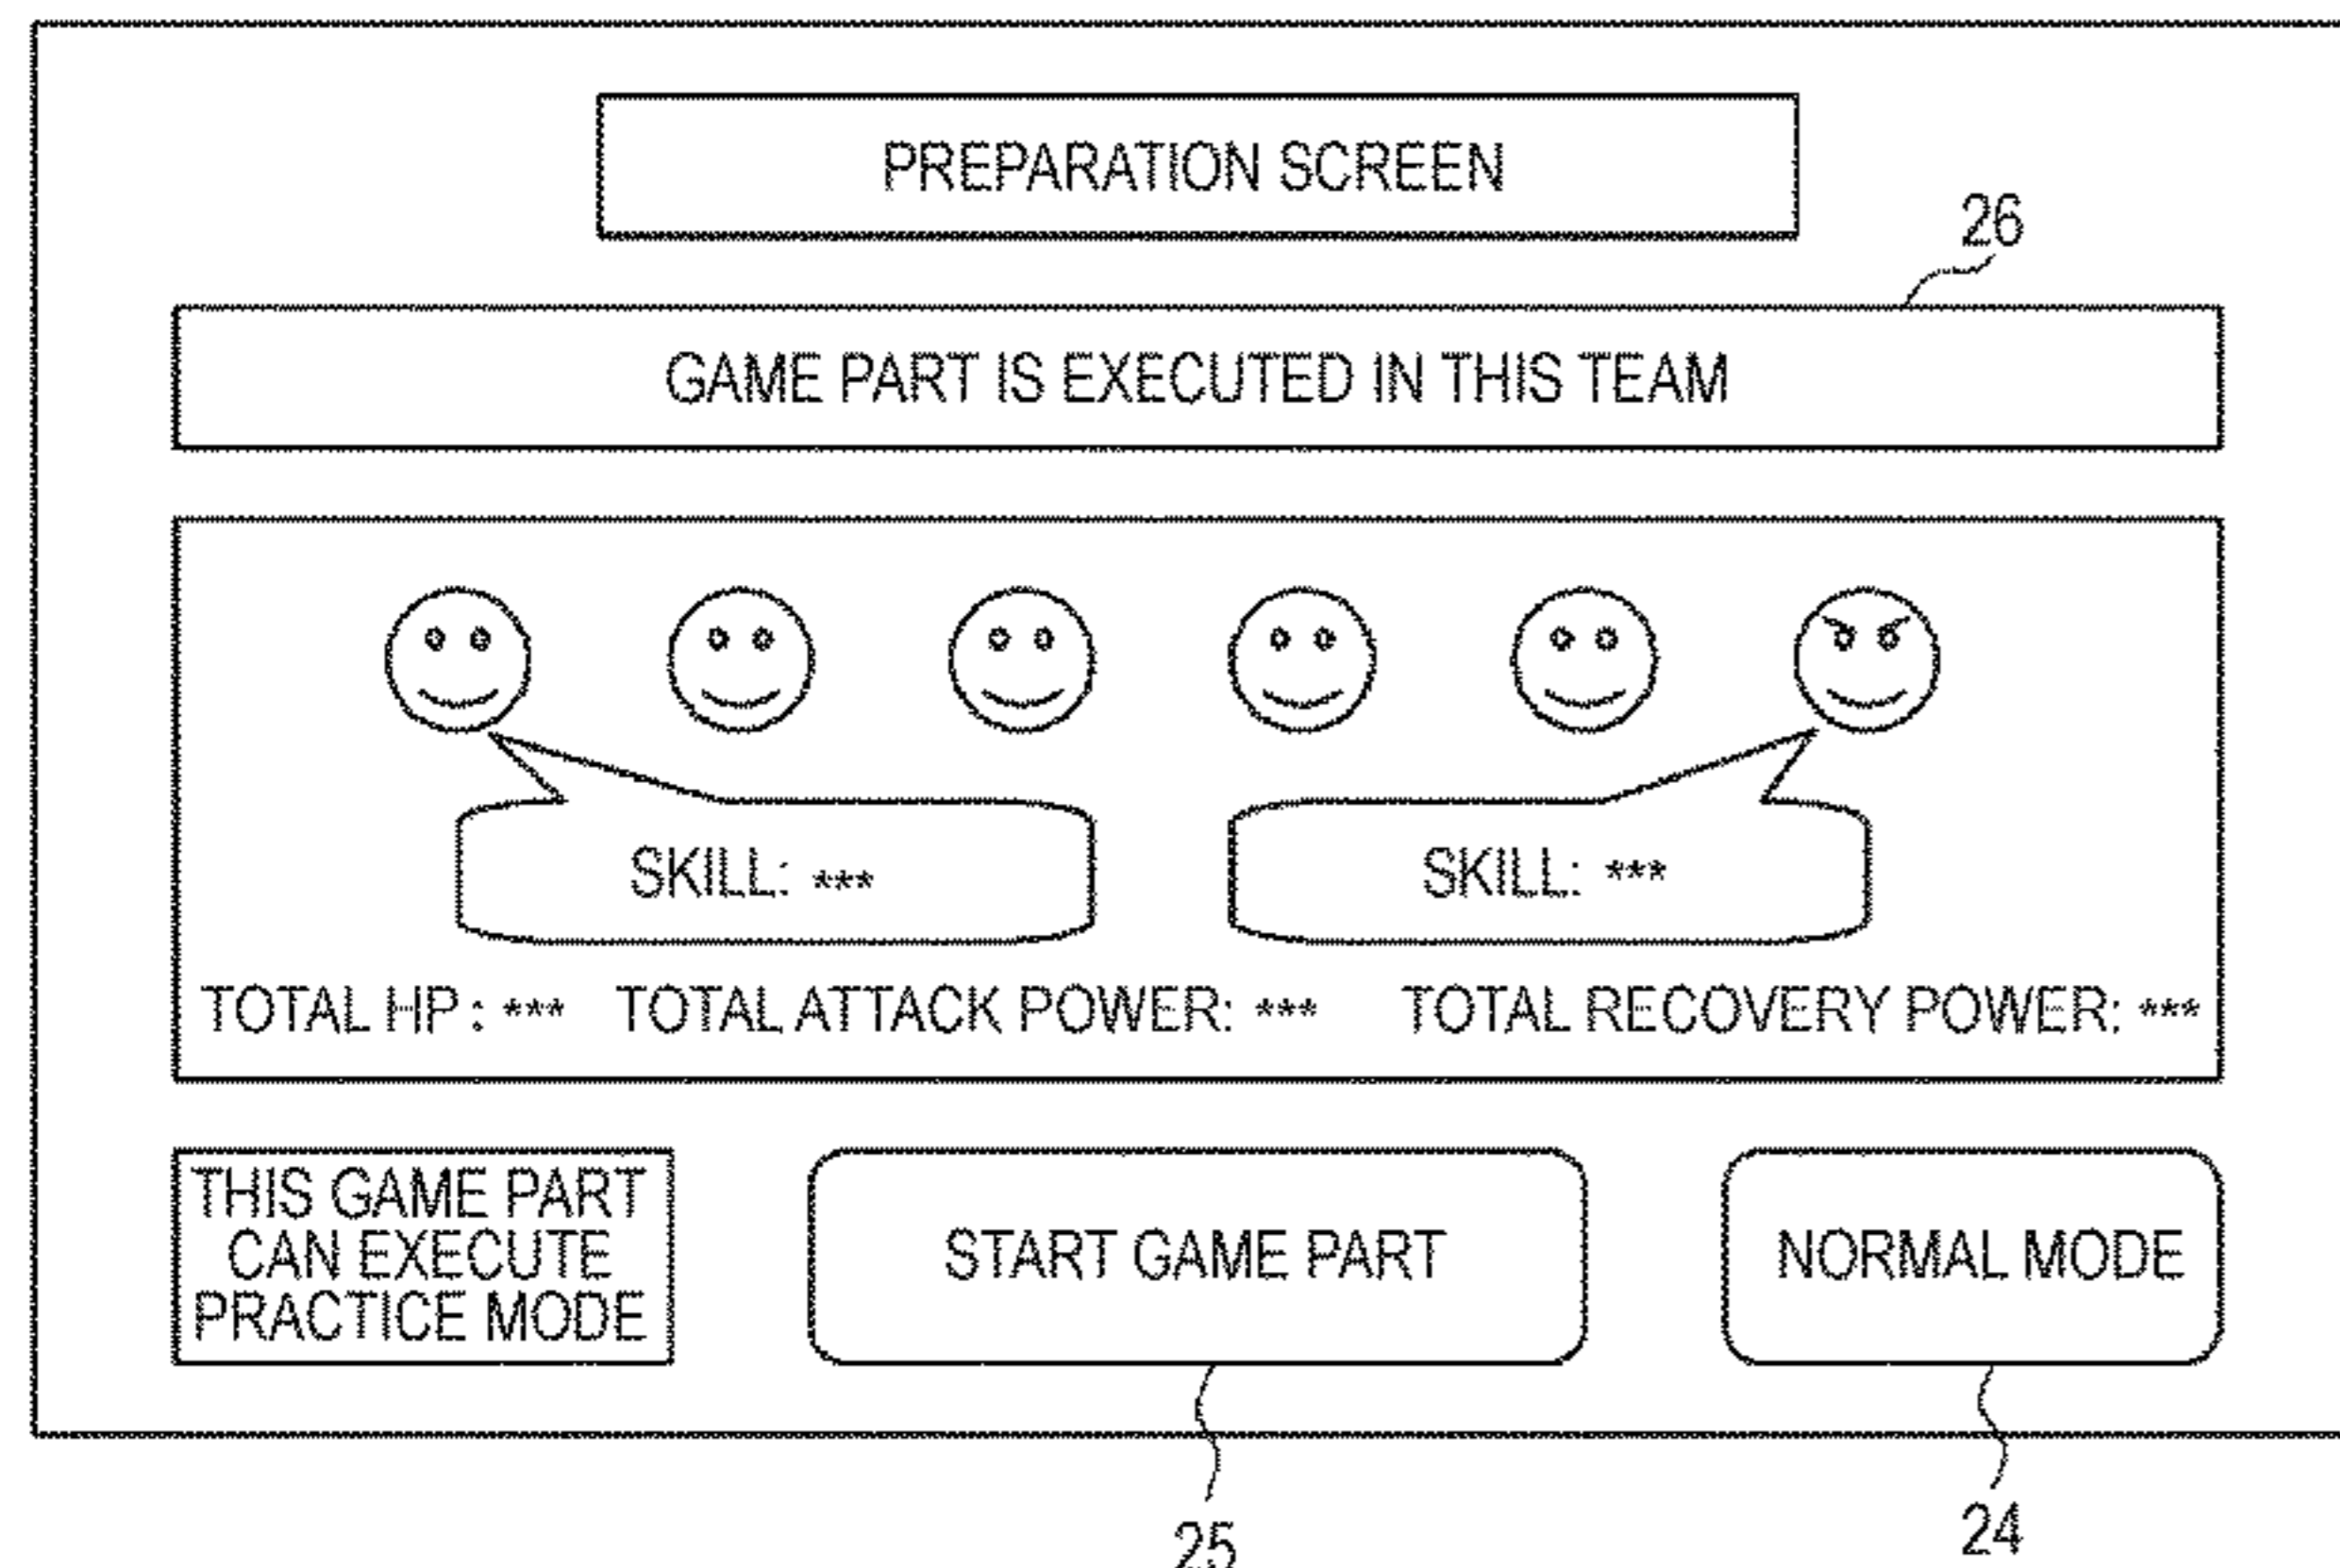 PREPARATION SCREEN
26
GAME PART IS EXECUTED IN THIS TEAM
SKILL: ***
SKILL: ***
TOTAL HP : *** TOTAL ATTACK POWER: *** TOTAL RECOVERY POWER: ***
THIS GAME PART
CAN EXECUTE
PRACTICE MODE
START GAME PART
NORMAL MODE
25
24